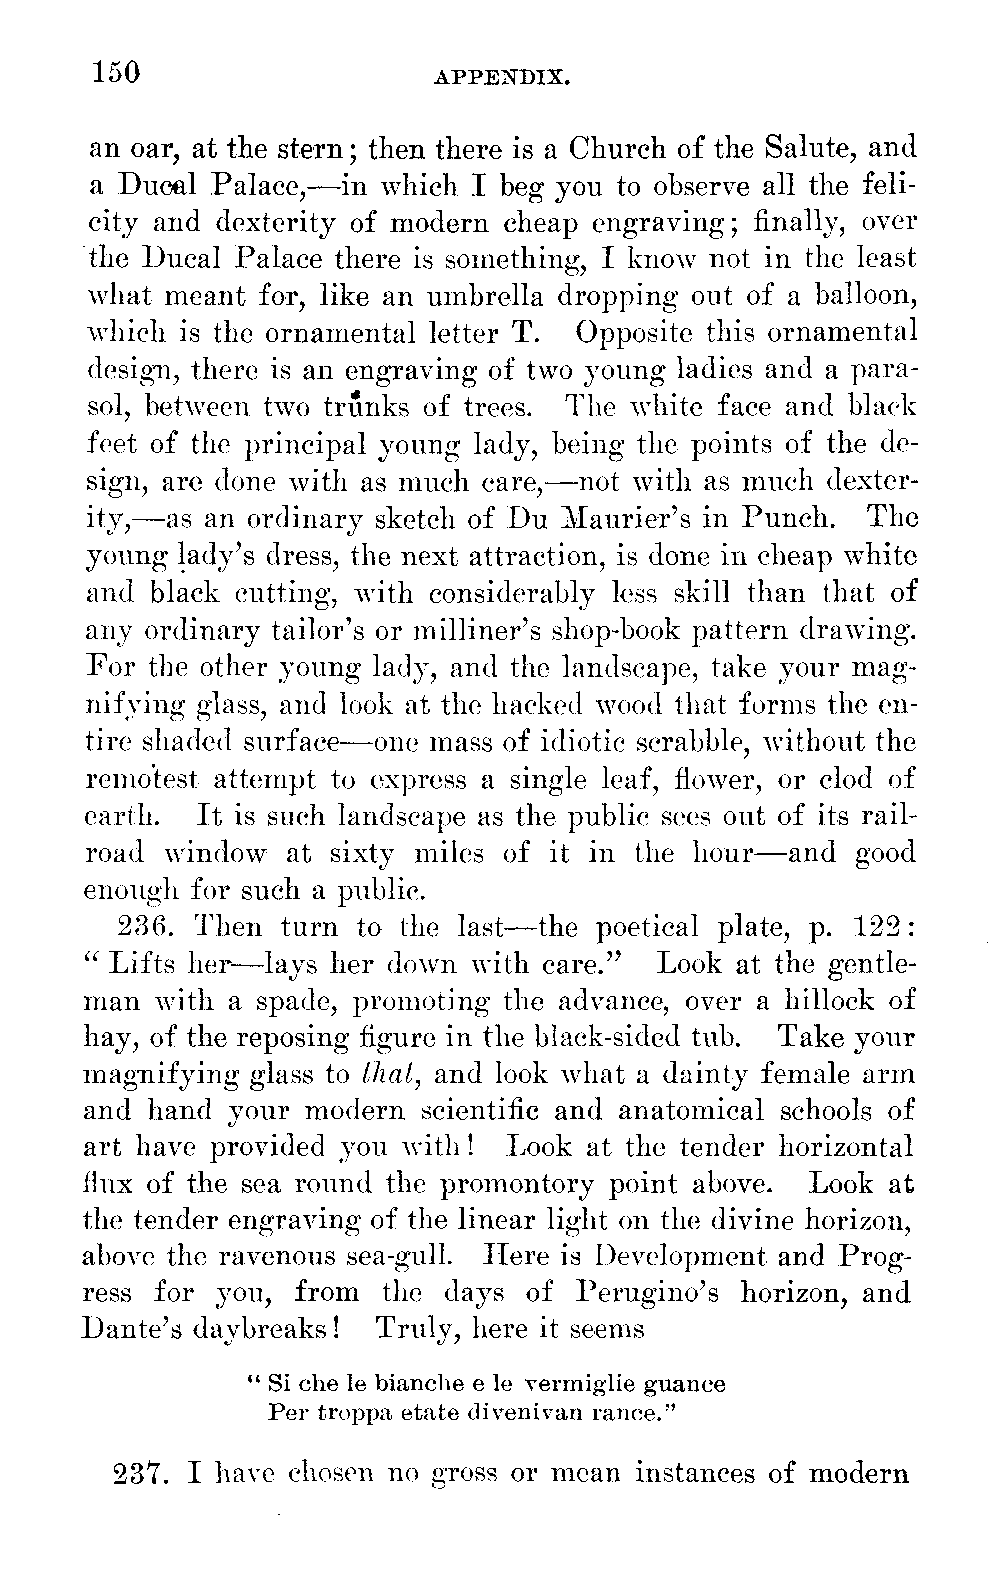 150
APPENDIX.
an oar, at the stern; then there is a Church of the Salute, and
a Ducal Palace,—in which I beg you to observe all the feli-
city and dexterity of modern cheap engraving; finally, over
the Ducal Palace there is something, I know not in the least
what meant for, like an umbrella dropping out of a balloon,
which is the ornamental letter T. Opposite this ornamental
design, there is an engraving of two young ladies and a para-
sol, between two trunks of trees. The white face and black
feet of the principal young lady, being the points of the de-
sign, are done with as much care,—not with as much dexter-
ity,—as an ordinary sketch of Du Maurier's in Punch. The
young lady's dress, the next attraction, is done in cheap white
and black cutting, with considerably less skill than that of
any ordinary tailor's or milliner's shop-book pattern drawing.
For the other young lady, and the landscape, take your mag-
nifying glass, and look at the hacked wood that forms the en-
tire shaded surface—one mass of idiotic scrabble, without the
remotest attempt to express a single leaf, flower, or clod of
earth. It is such landscape as the public sees out of its rail-
road window at sixty miles of it in the hour—and good
enough for such a public.
236. Then turn to the last—the poetical plate, p. 122:
"Lifts her—lays her down with care." Look at the gentle-
man with a spade, promoting the advance, over a hillock of
hay, of the reposing figure in the black-sided tub. Take your
magnifying glass to that, and look what a dainty female arm
and hand your modern scientific and anatomical schools of
art have provided you with! Look at the tender horizontal
flux of the sea round the promontory point above. Look at
the tender engraving of the linear light on the divine horizon,
above the ravenous sea-gull. Here is Development and Prog-
ress for you, from the days of Perugino's horizon, and
Dante's daybreaks! Truly, here it seems
"Si che le bianche e le vermiglie guance
Per troppa etate divenivan rance."
237. I have chosen no gross or mean instances of modern